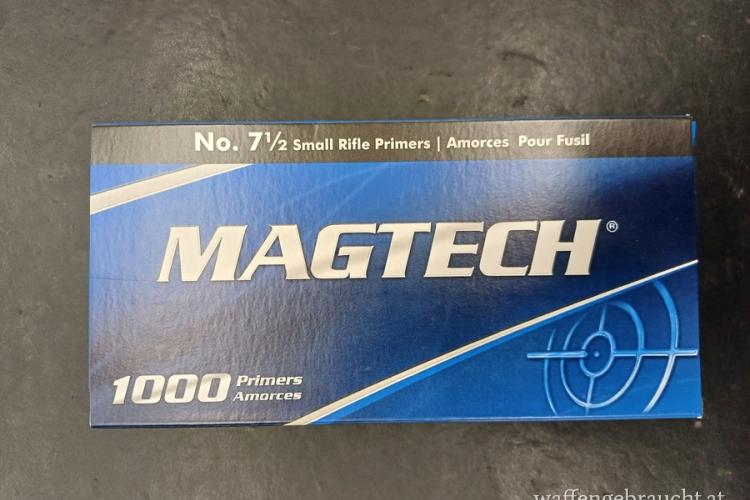 No. 7½ Small Rifle Primers | Amorces Pour Fusil
MAGTECH®
1000 Primers
Amorces
waffengebraucht.at